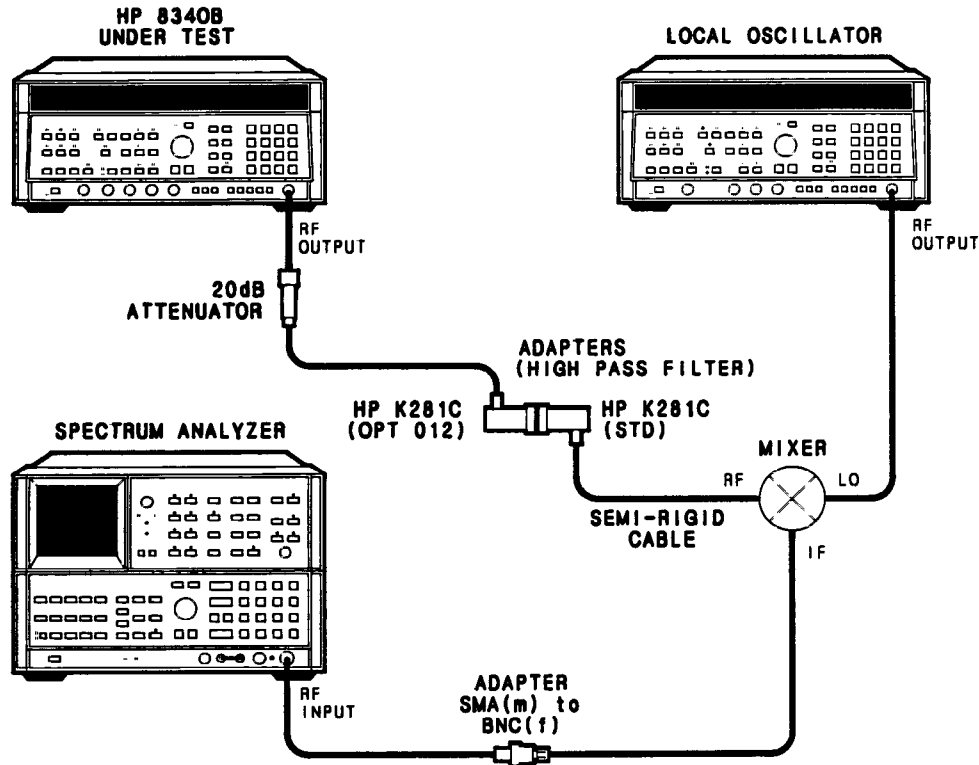 HP 8340B
UNDER TEST
LOCAL OSCILLATOR
RF
OUTPUT
RF
OUTPUT
20dB
ATTENUATOR
ADAPTERS
(HIGH PASS FILTER)
HP K281C
(OPT 012)
HP K281C
(STD)
SPECTRUM ANALYZER
MIXER
RF
LO
SEMI-RIGID
CABLE
IF
RF
INPUT
ADAPTER
SMA(m) to
BNC(f)